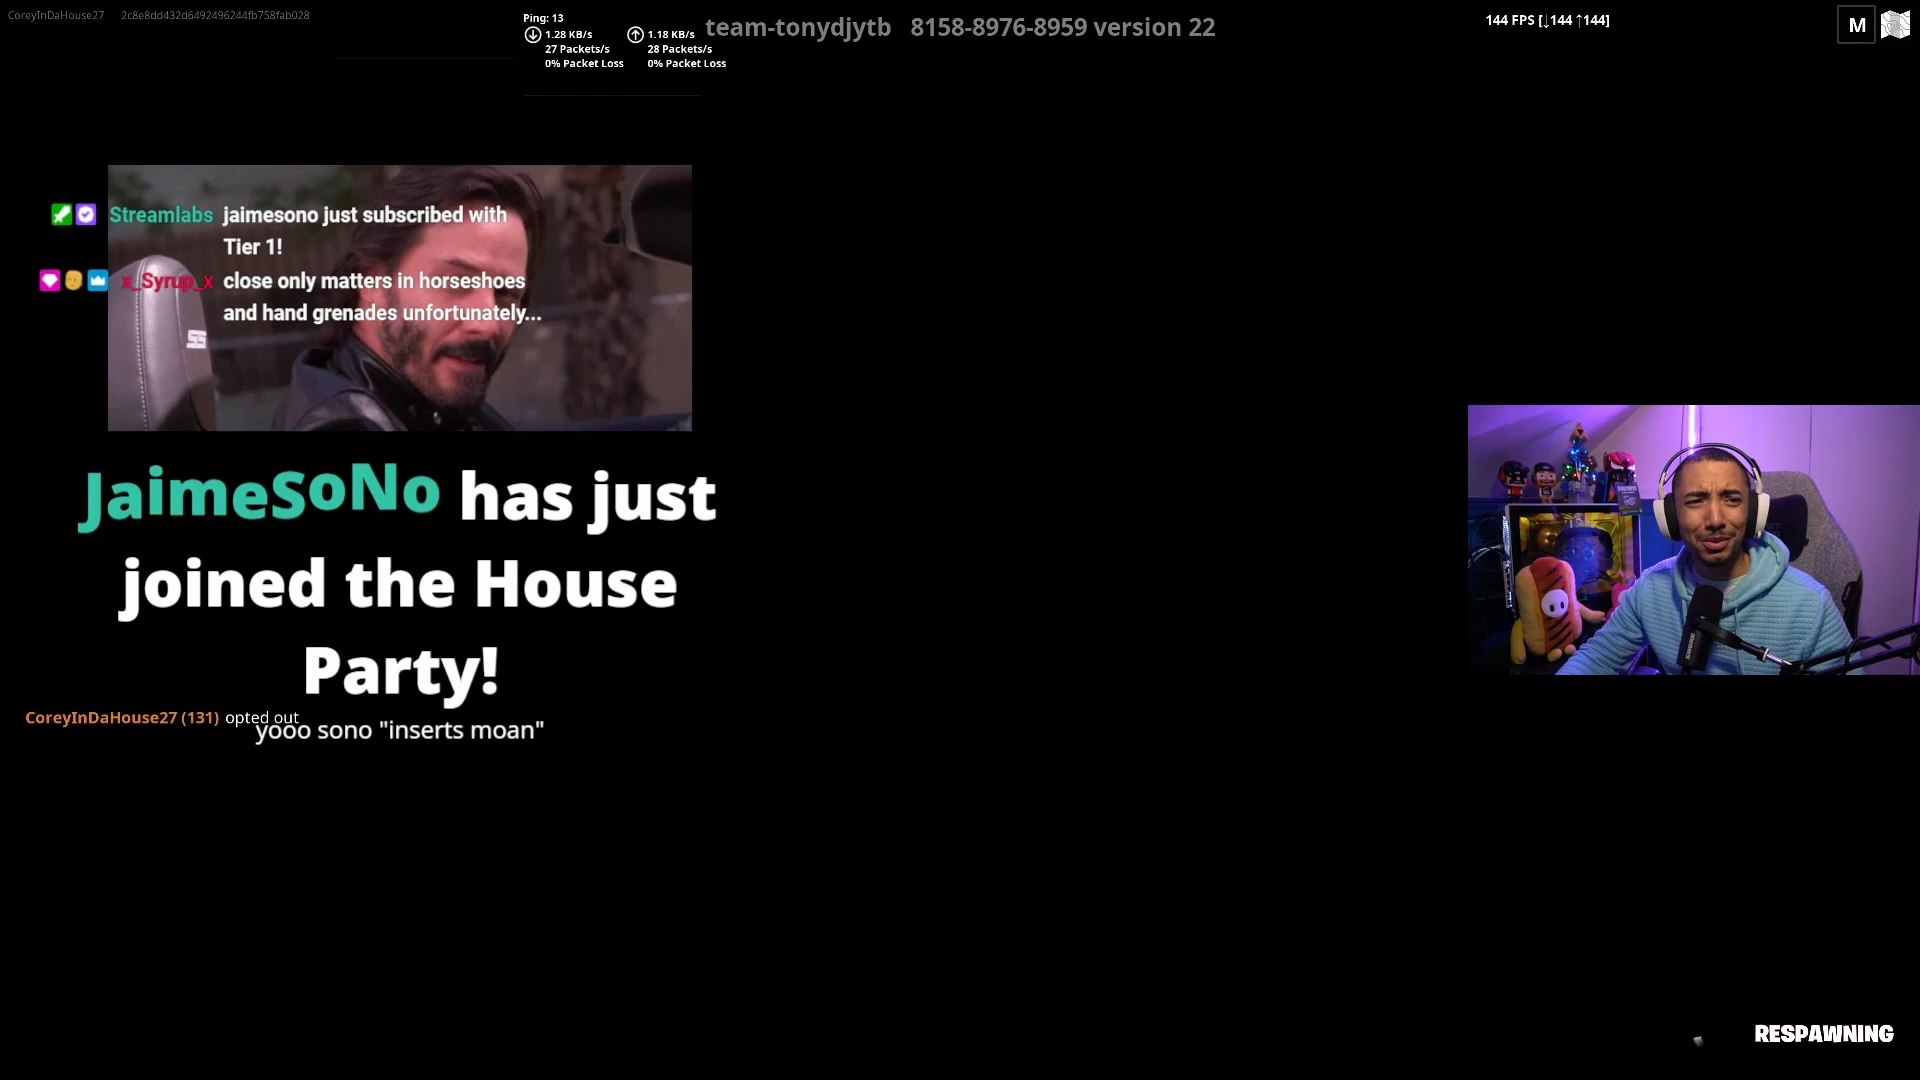 CoreyInDaHouse27 2c8e8dd432d6492496244fb758fab028
Ping: 13
1.28 KB/s 1.18 KB/s
27 Packets/s 28 Packets/s
0% Packet Loss 0% Packet Loss
team-tonydjytb 8158-8976-8959 version 22
144 FPS [↓144 ↑144]
M
Streamlabs jaimesono just subscribed with
Tier 1!
x_Syrup_x close only matters in horseshoes
and hand grenades unfortunately...
JaimeSoNo has just
joined the House
Party!
CoreyInDaHouse27 (131) opted out
yooo sono "inserts moan"
RESPAWNING